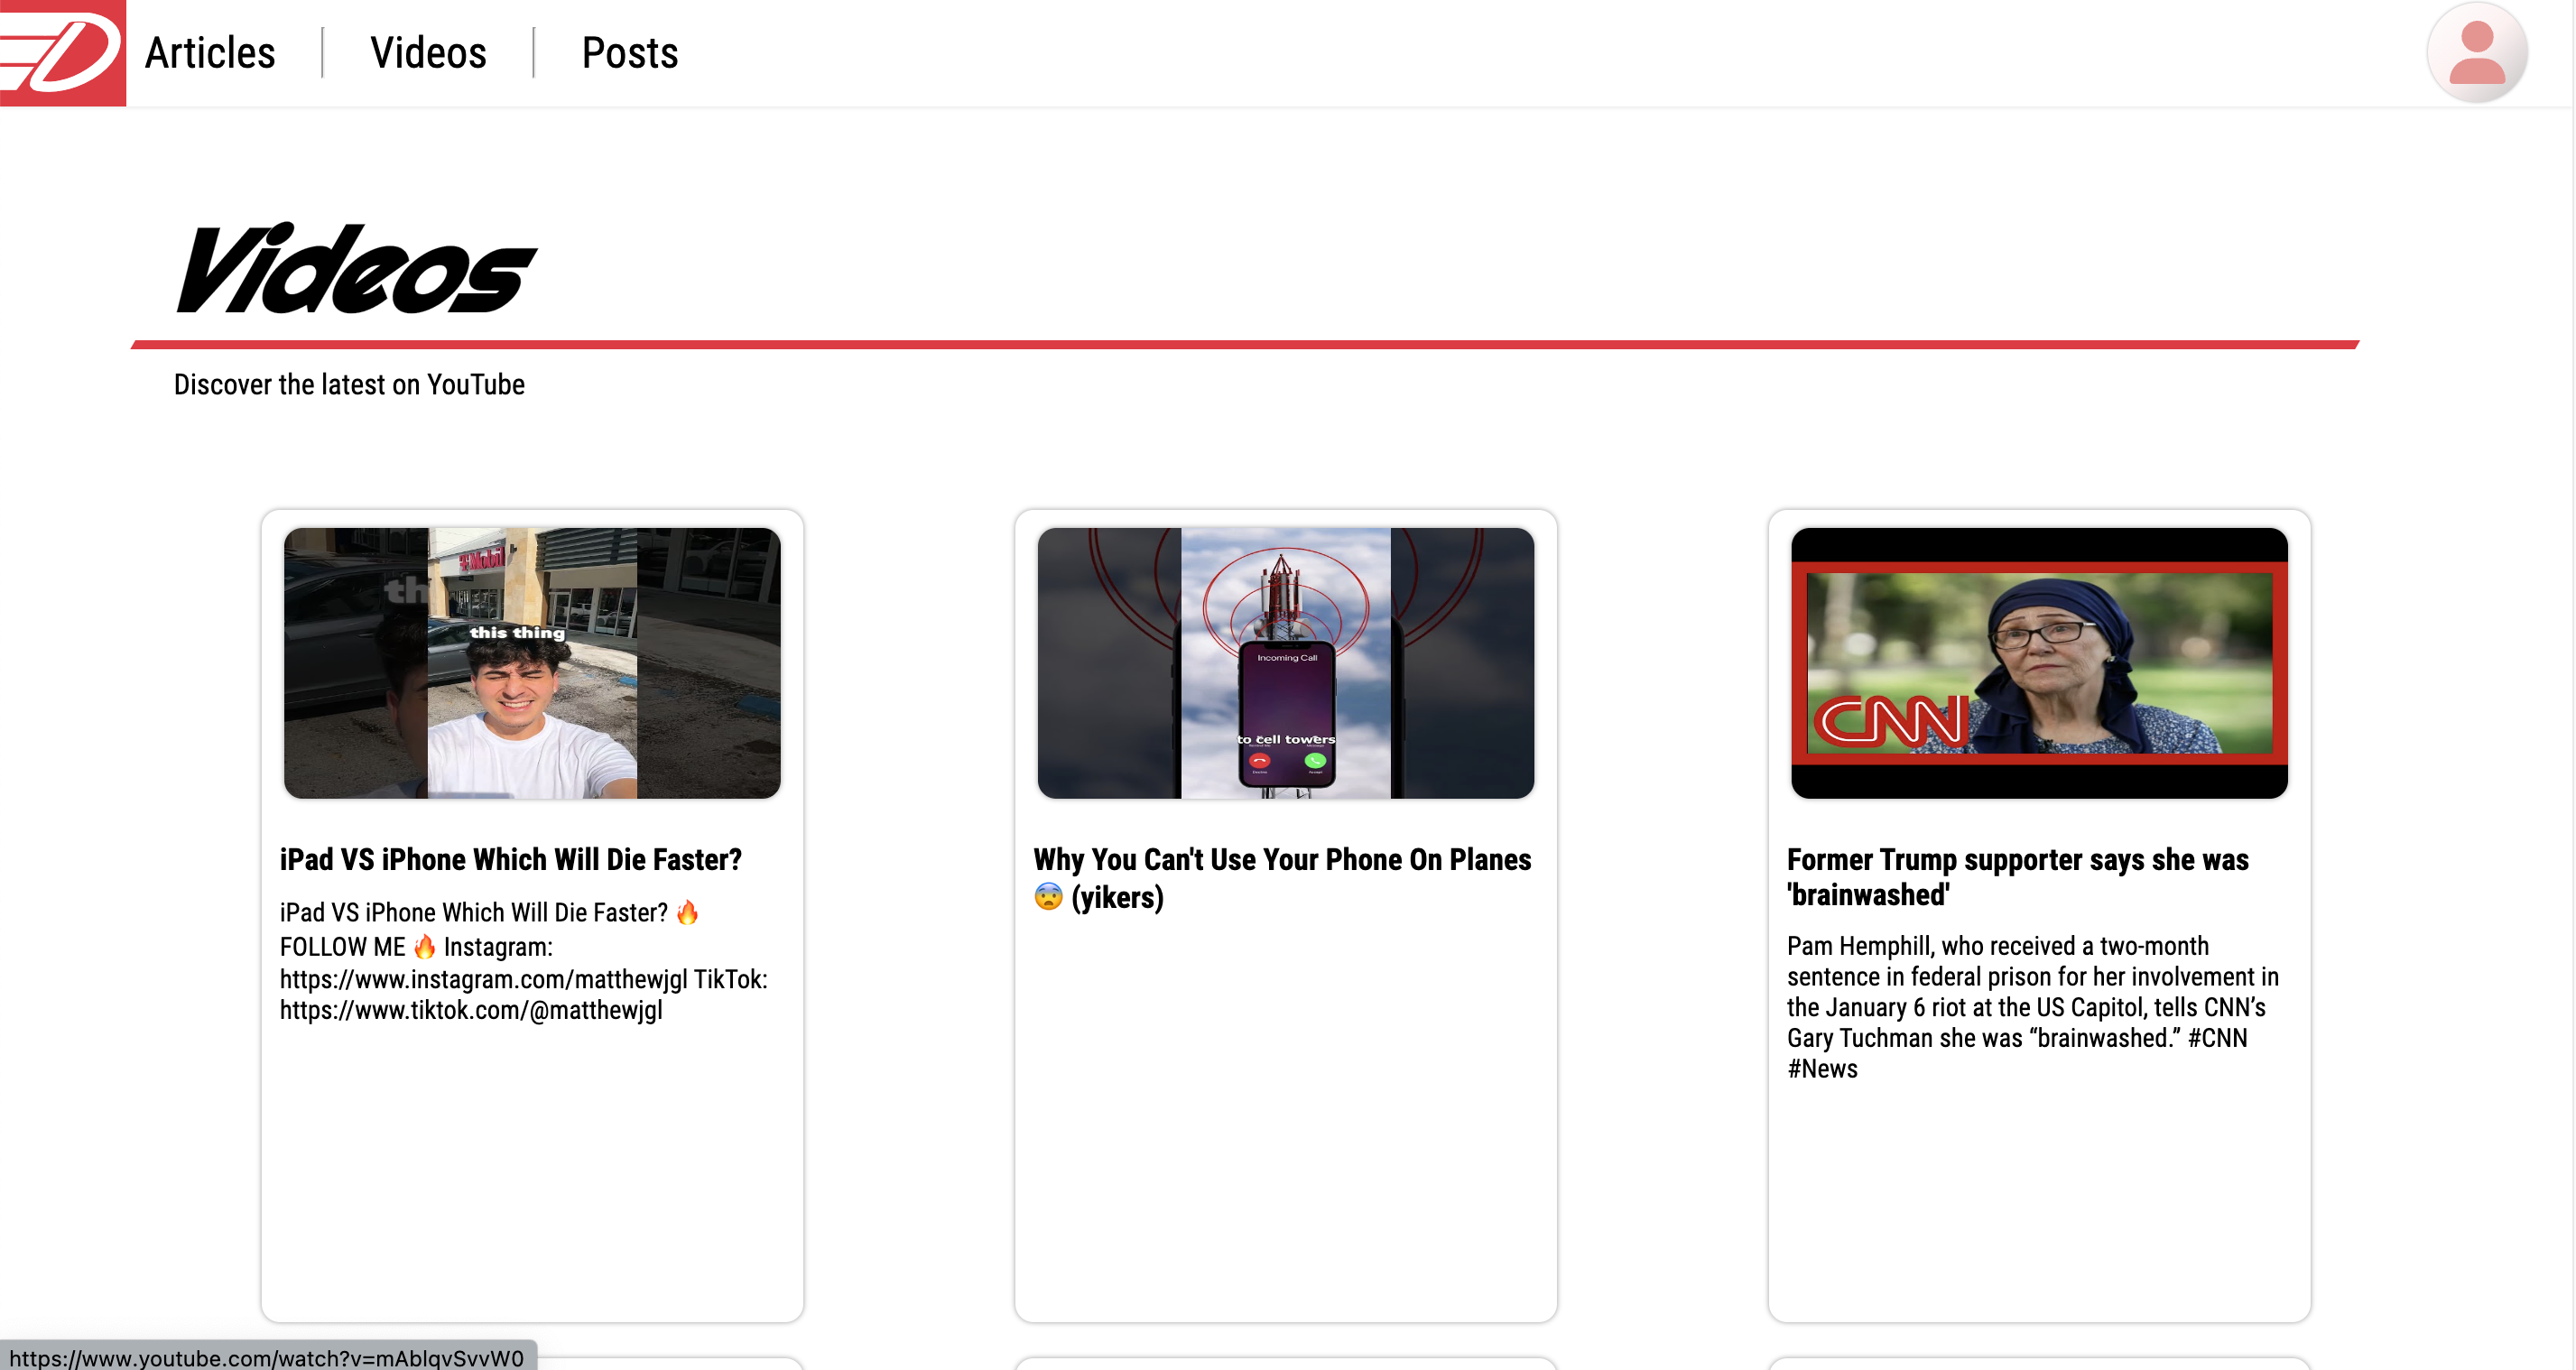 Articles
Videos
Posts
Videos
Discover the latest on YouTube
T Mobil
th
this thing
iPad VS iPhone Which Will Die Faster?
iPad VS iPhone Which Will Die Faster? 🔥
FOLLOW ME 🔥 Instagram:
https://www.instagram.com/matthewjgl TikTok:
https://www.tiktok.com/@matthewjgl
Incoming Call
to cell towers
Why You Can't Use Your Phone On Planes
😨 (yikers)
CNN
Former Trump supporter says she was
'brainwashed'
Pam Hemphill, who received a two-month
sentence in federal prison for her involvement in
the January 6 riot at the US Capitol, tells CNN’s
Gary Tuchman she was “brainwashed.” #CNN
#News
https://www.youtube.com/watch?v=mAblqvSvvW0